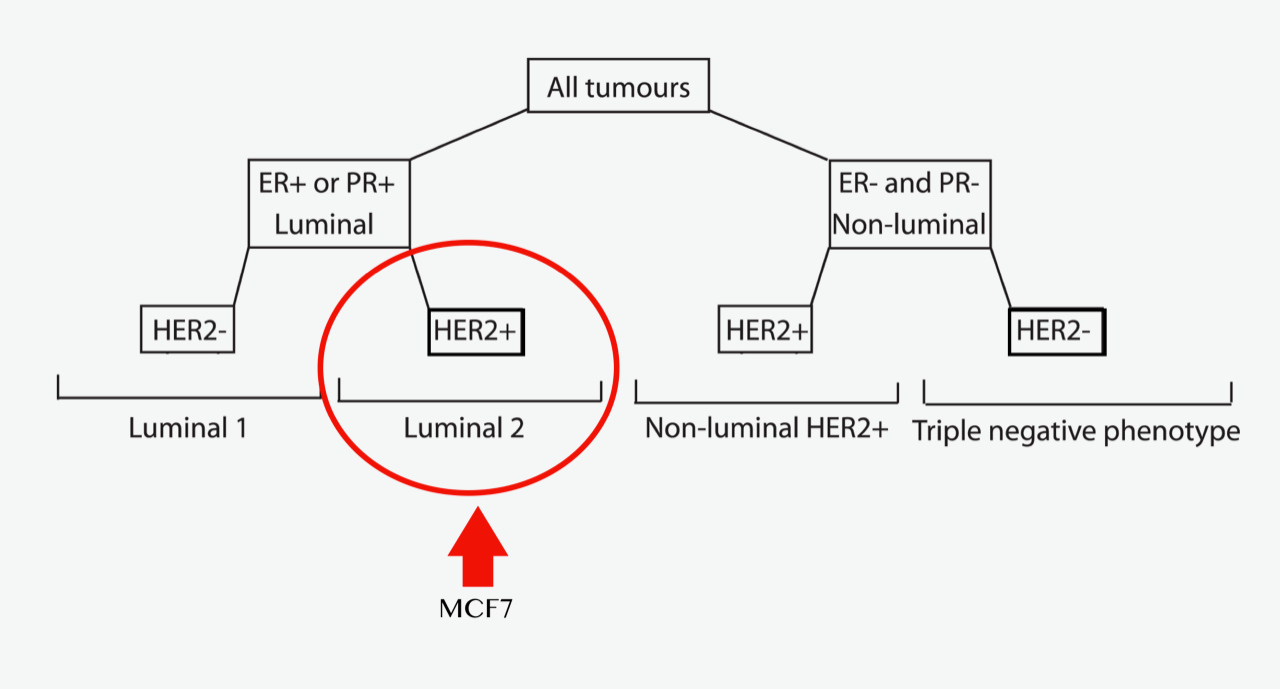 All tumours
ER+ or PR+
Luminal
ER- and PR-
Non-luminal
HER2-
HER2+
HER2+
HER2-
Luminal 1
Luminal 2
Non-luminal HER2+
Triple negative phenotype
MCF7